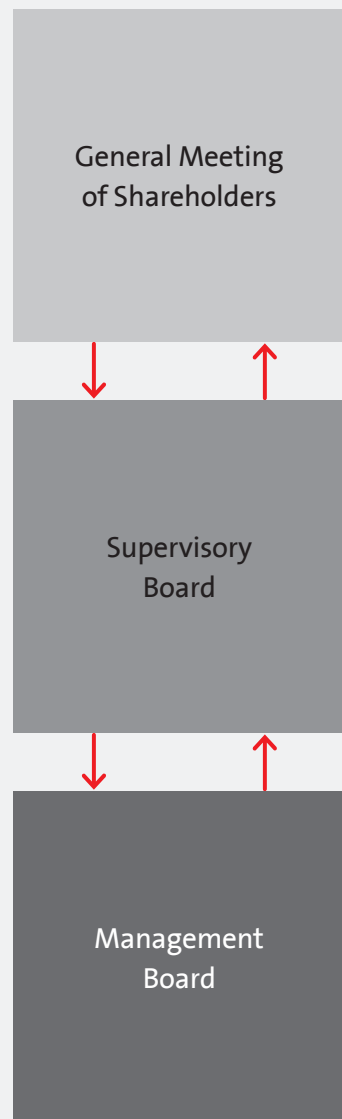 General Meeting
of Shareholders
Supervisory
Board
Management
Board